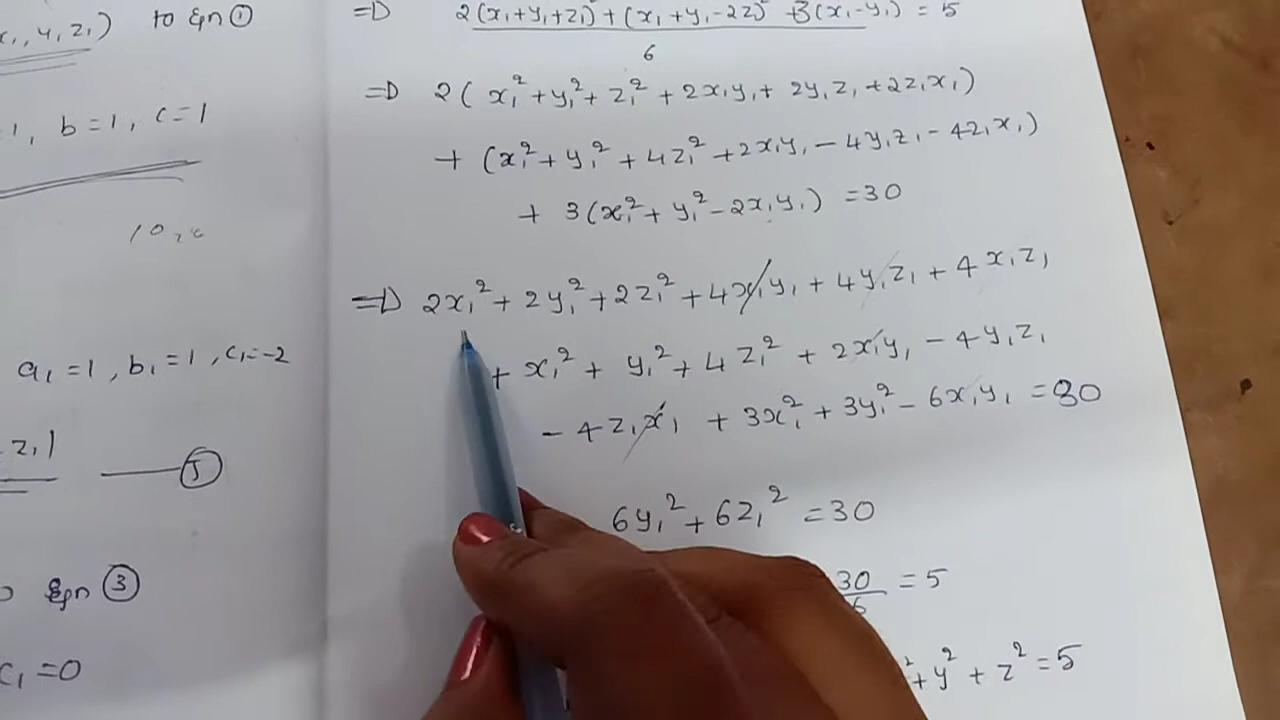 x₁, y₁, z₁) to Eqn ①
1, b=1, c=1
a₁=1, b₁=1, c₁=-2
z₁)
⑤
Eqn ③
c₁=0
=> 2(x₁+y₁+z₁)² + (x₁+y₁-2z₁)² + 3(x₁-y₁) = 5
6
=> 2( x₁² + y₁² + z₁² + 2x₁y₁ + 2y₁z₁ + 2z₁x₁)
+ (x₁² + y₁² + 4z₁² + 2x₁y₁ - 4y₁z₁ - 4z₁x₁)
+ 3(x₁² + y₁² - 2x₁y₁) = 30
=> 2x₁² + 2y₁² + 2z₁² + 4x₁y₁ + 4y₁z₁ + 4x₁z₁
+ x₁² + y₁² + 4z₁² + 2x₁y₁ - 4y₁z₁
- 4z₁x₁ + 3x₁² + 3y₁² - 6x₁y₁ = 30
6y₁² + 6z₁² = 30
30
= 5
6
² + y² + z² = 5